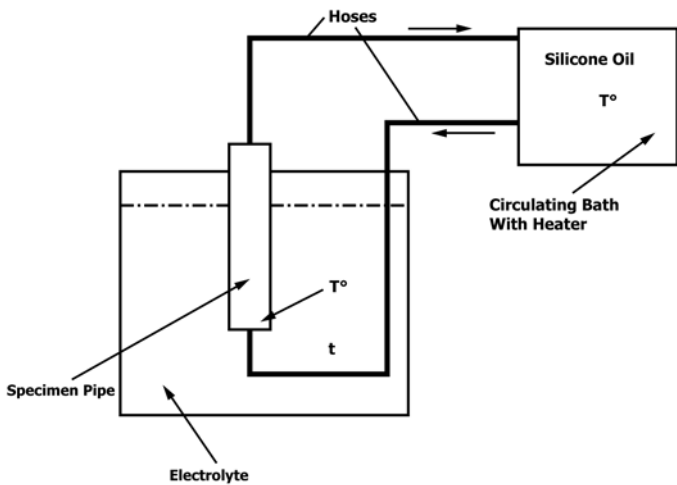 Hoses
Silicone Oil
T°
Circulating Bath
With Heater
T°
t
Specimen Pipe
Electrolyte